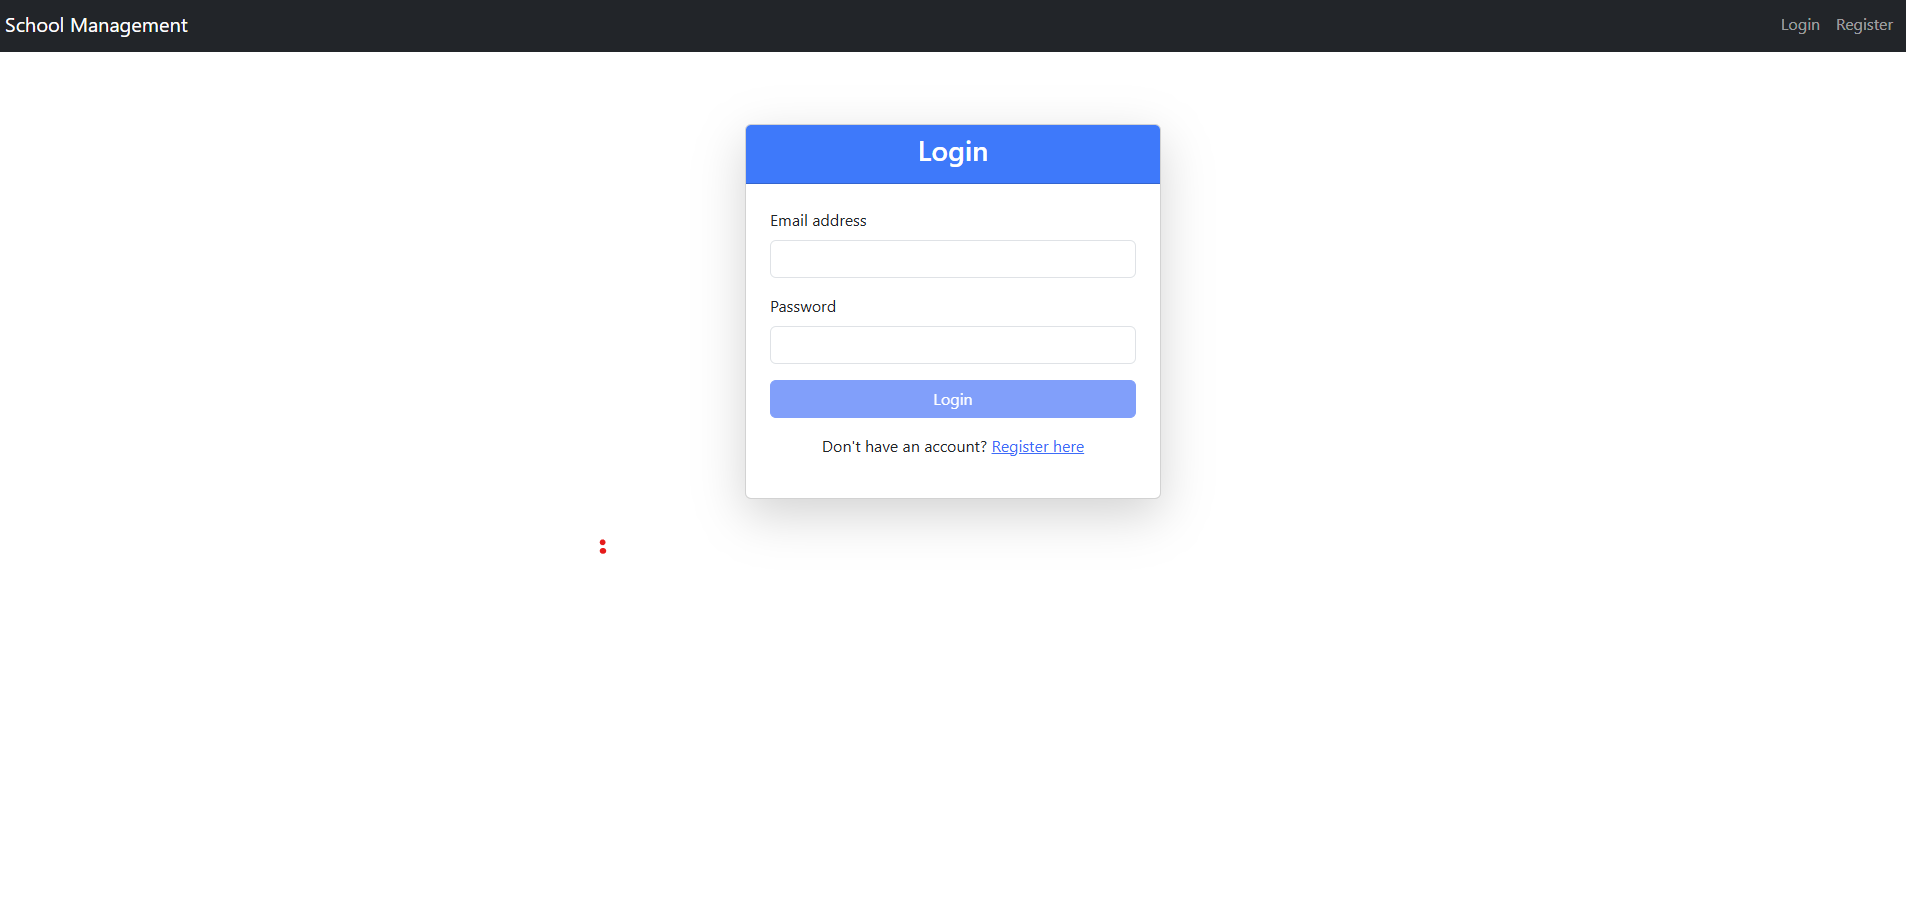 School Management
Login Register
Login
Email address
Password
Login
Don't have an account? Register here